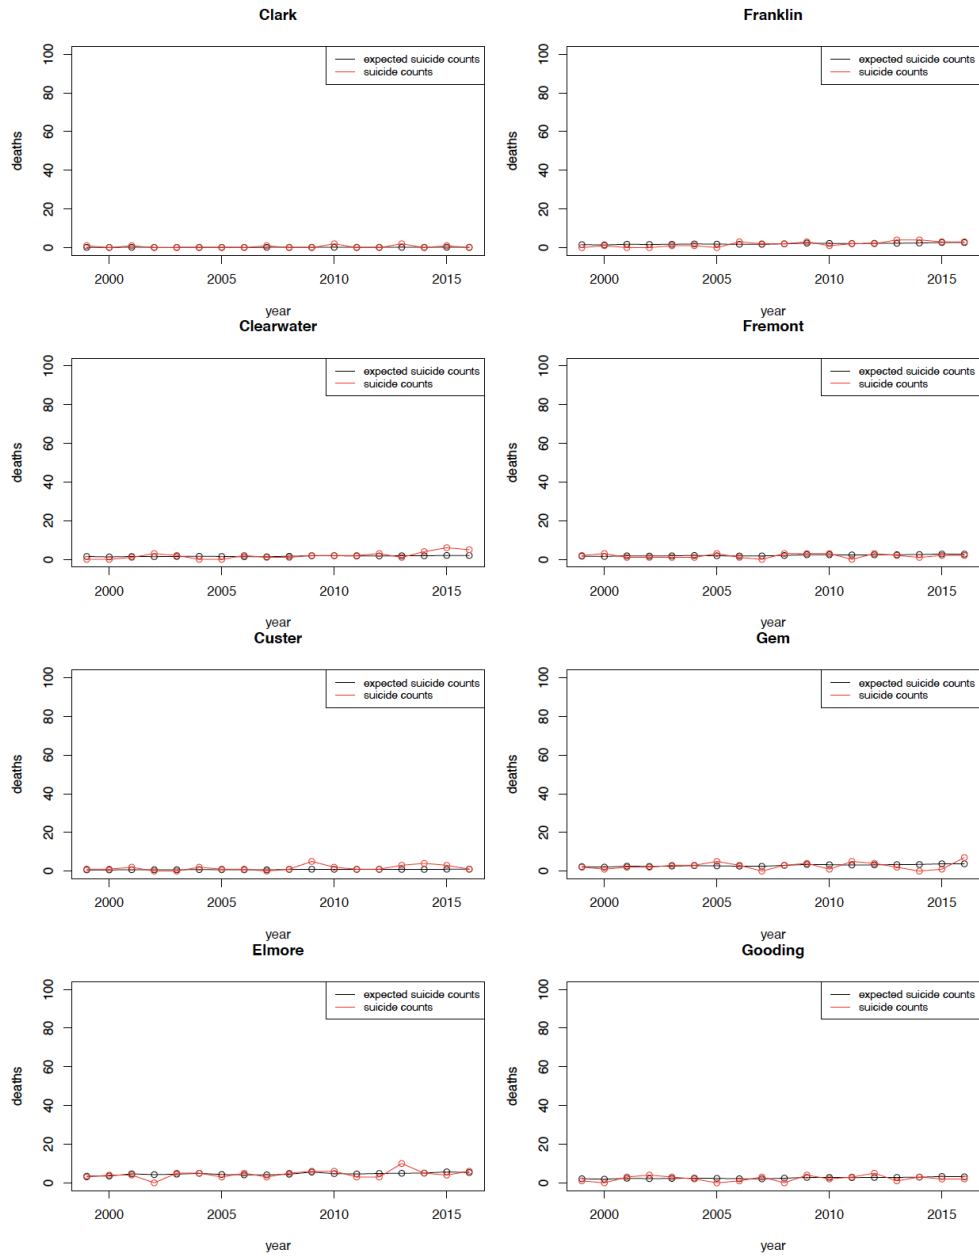 Clark
expected suicide counts
suicide counts
deaths
0 20 40 60 80 100
2000 2005 2010 2015
year
Franklin
expected suicide counts
suicide counts
deaths
0 20 40 60 80 100
2000 2005 2010 2015
year
Clearwater
expected suicide counts
suicide counts
deaths
0 20 40 60 80 100
2000 2005 2010 2015
year
Fremont
expected suicide counts
suicide counts
deaths
0 20 40 60 80 100
2000 2005 2010 2015
year
Custer
expected suicide counts
suicide counts
deaths
0 20 40 60 80 100
2000 2005 2010 2015
year
Gem
expected suicide counts
suicide counts
deaths
0 20 40 60 80 100
2000 2005 2010 2015
year
Elmore
expected suicide counts
suicide counts
deaths
0 20 40 60 80 100
2000 2005 2010 2015
year
Gooding
expected suicide counts
suicide counts
deaths
0 20 40 60 80 100
2000 2005 2010 2015
year